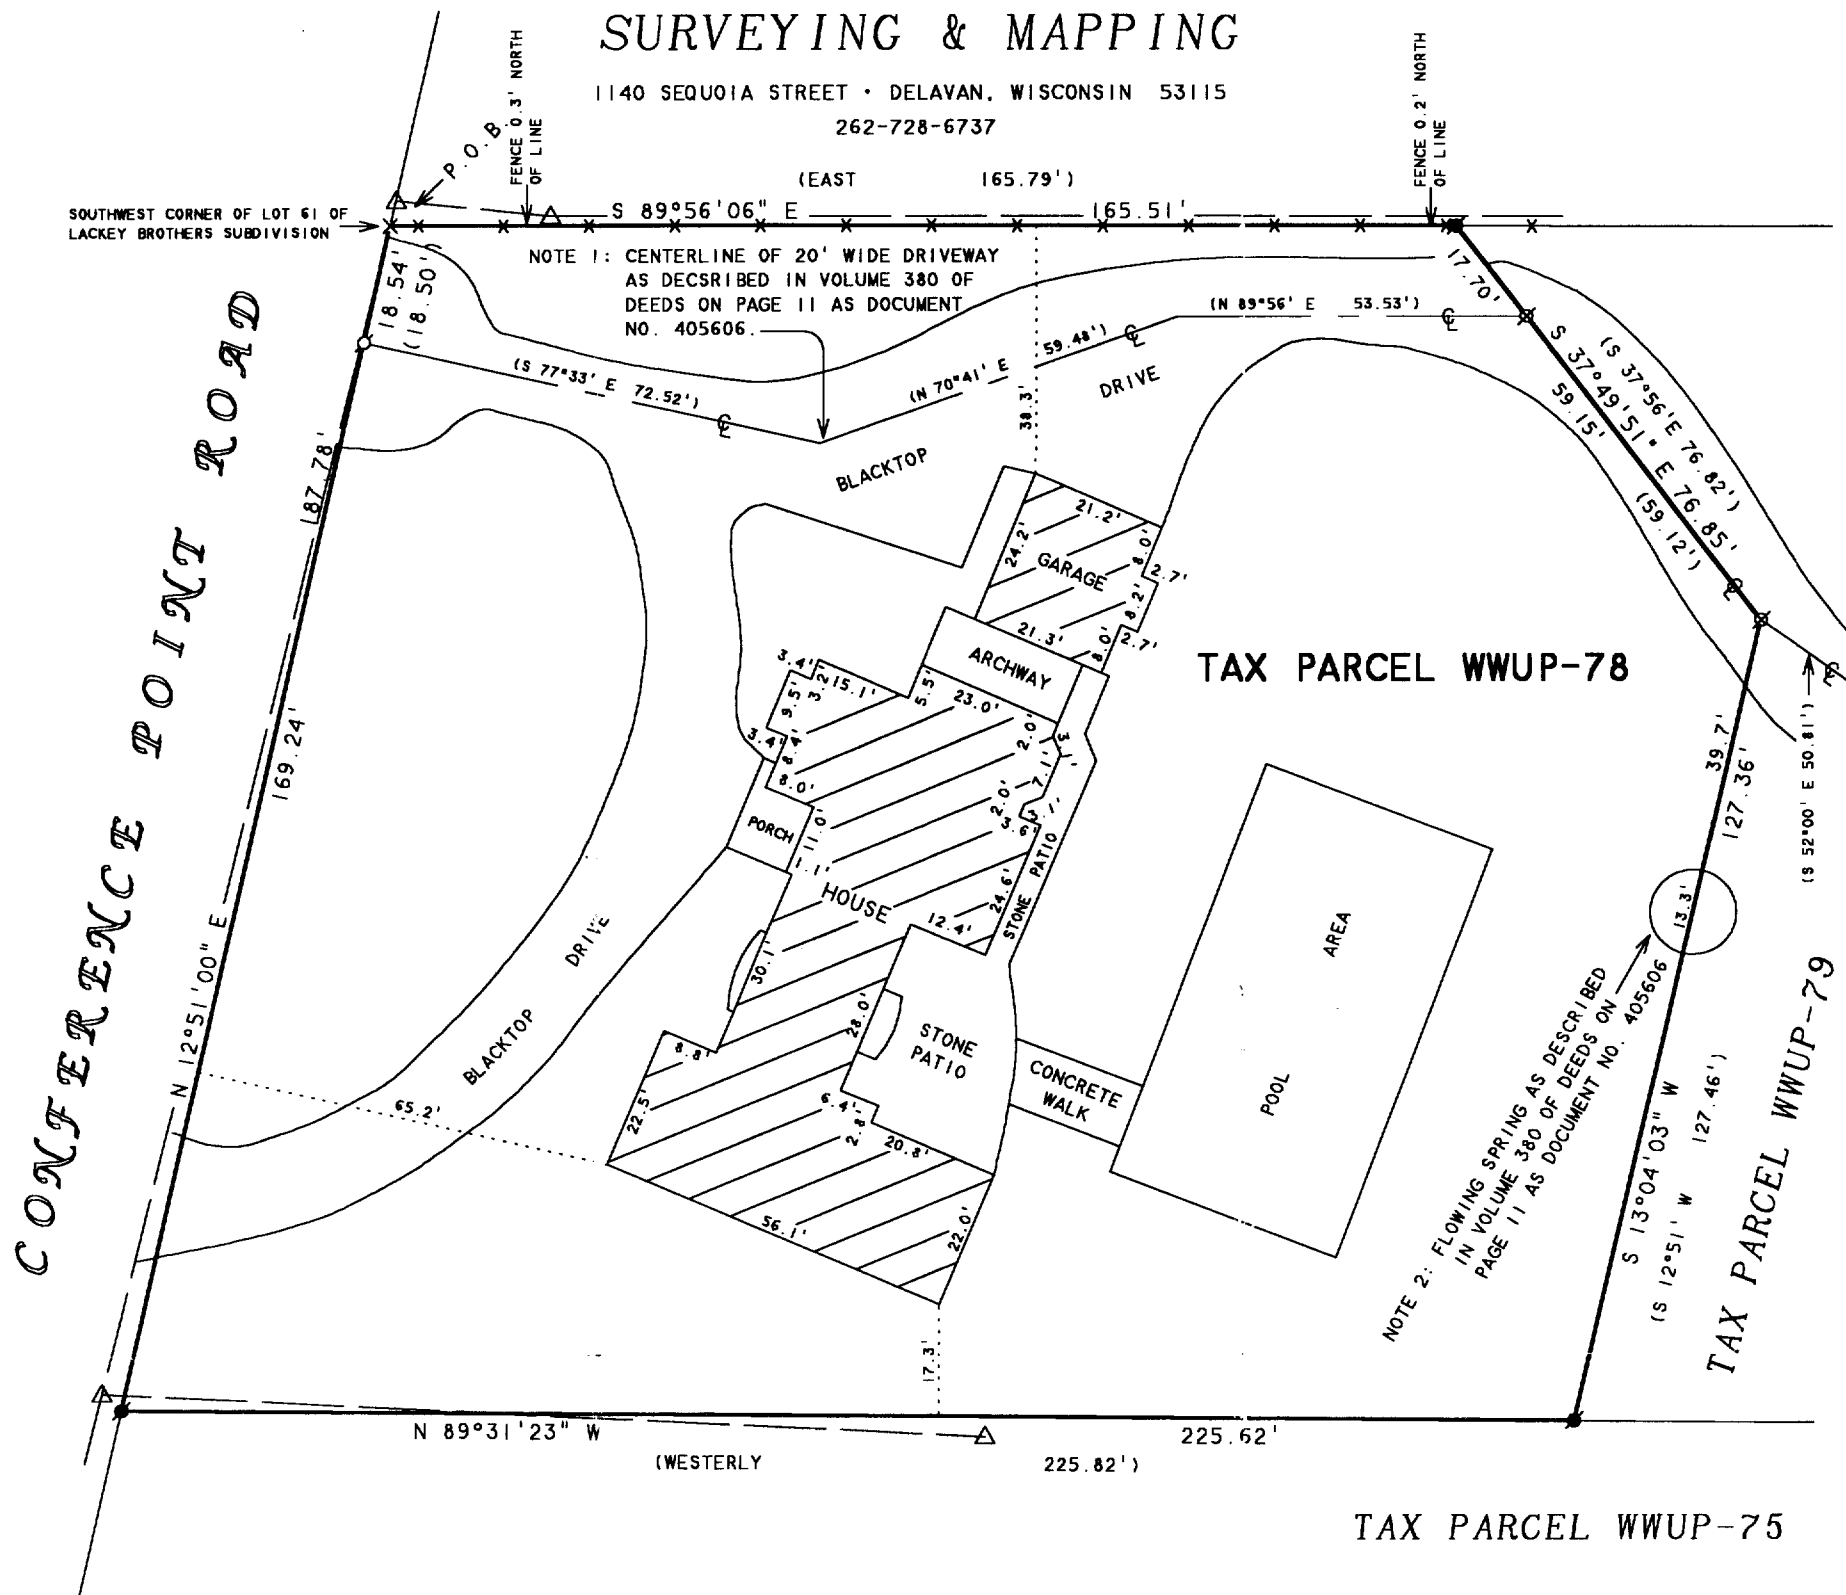 SURVEYING & MAPPING
1140 SEQUOIA STREET • DELAVAN, WISCONSIN 53115
262-728-6737
P.O.B.
FENCE 0.3' NORTH
OF LINE
FENCE 0.2' NORTH
OF LINE
(EAST 165.79')
S 89°56'06" E 165.51'
SOUTHWEST CORNER OF LOT 61 OF
LACKEY BROTHERS SUBDIVISION
NOTE 1: CENTERLINE OF 20' WIDE DRIVEWAY
AS DECSRIBED IN VOLUME 380 OF
DEEDS ON PAGE 11 AS DOCUMENT
NO. 405606.
18.54'
(18.50')
17.70'
(N 89°56' E 53.53')
(S 77°33' E 72.52')
(N 70°41' E 59.48')
38.3'
BLACKTOP
DRIVE
S 37°49'51" E 76.85'
(S 37°56'E 76.82')
59.15'
(59.12')
CONFERENCE POINT ROAD
187.78'
169.24'
N 12°51'00" E
21.2'
24.2'
GARAGE
8.0'
2.7'
8.2'
2.7'
8.0'
21.3'
ARCHWAY
TAX PARCEL WWUP-78
3.4'
3.2'
15.1'
9.5'
5.5'
23.0'
2.0'
3.1'
3.4'
8.4'
8.0'
7.1'
2.0'
3.1'
3.6'
PORCH
11.0'
1.1'
HOUSE
24.6'
12.4'
STONE PATIO
30.1'
28.0'
STONE
PATIO
8.8'
22.5'
6.4'
2.8'
20.8'
56.1'
22.0'
CONCRETE
WALK
POOL AREA
BLACKTOP DRIVE
65.2'
17.3'
39.7'
127.36'
(S 52°00' E 50.81')
13.3'
NOTE 2: FLOWING SPRING AS DESCRIBED
IN VOLUME 380 OF DEEDS ON
PAGE 11 AS DOCUMENT NO. 405606
S 13°04'03" W
(S 12°51' W 127.46')
TAX PARCEL WWUP-79
N 89°31'23" W 225.62'
(WESTERLY 225.82')
TAX PARCEL WWUP-75